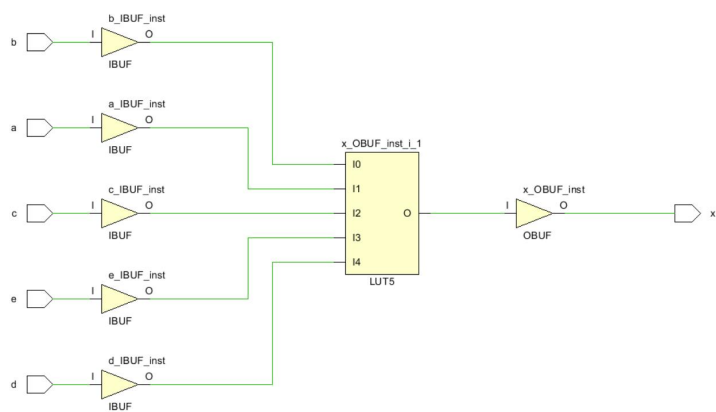 b_IBUF_inst
b I O
IBUF
a_IBUF_inst
a I O
IBUF
x_OBUF_inst_i_1
I0
c_IBUF_inst
I1
x_OBUF_inst
c I O
I2 O
I O
x
IBUF
I3
OBUF
I4
e_IBUF_inst
LUT5
e I O
IBUF
d_IBUF_inst
d I O
IBUF